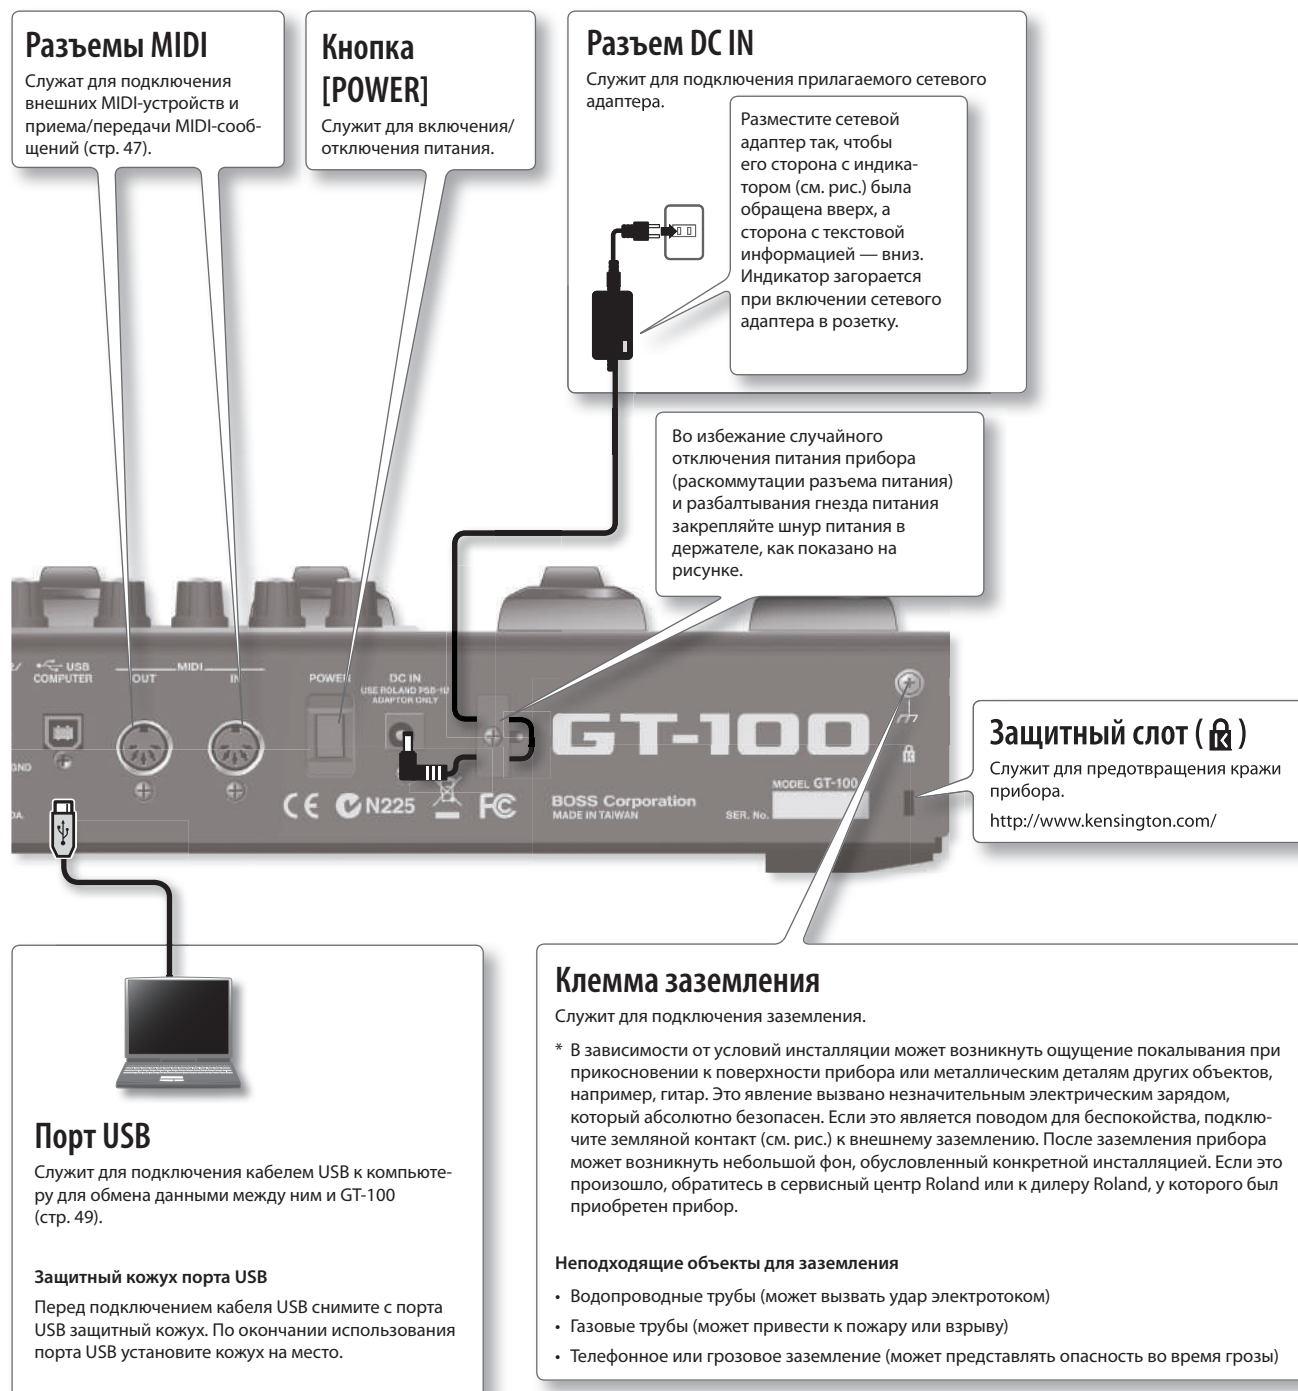 Разъемы MIDI
Служат для подключения
внешних MIDI-устройств и
приема/передачи MIDI-сооб-
щений (стр. 47).
Кнопка
[POWER]
Служит для включения/
отключения питания.
Разъем DC IN
Служит для подключения прилагаемого сетевого
адаптера.
Разместите сетевой
адаптер так, чтобы
его сторона с индика-
тором (см. рис.) была
обращена вверх, а
сторона с текстовой
информацией — вниз.
Индикатор загорается
при включении сетевого
адаптера в розетку.
Во избежание случайного
отключения питания прибора
(раскоммутации разъема питания)
и разбалтывания гнезда питания
закрепляйте шнур питания в
держателе, как показано на
рисунке.
USB
COMPUTER
MIDI
OUT
IN
POWER
DC IN
USE ROLAND PSB-1U
ADAPTOR ONLY
GT-100
GND
MODEL GT-100
CE N225 FC
BOSS Corporation
MADE IN TAIWAN
SER. No.
Защитный слот ( )
Служит для предотвращения кражи
прибора.
http://www.kensington.com/
Порт USB
Служит для подключения кабелем USB к компьюте-
ру для обмена данными между ним и GT-100
(стр. 49).
Защитный кожух порта USB
Перед подключением кабеля USB снимите с порта
USB защитный кожух. По окончании использования
порта USB установите кожух на место.
Клемма заземления
Служит для подключения заземления.
* В зависимости от условий инсталляции может возникнуть ощущение покалывания при
прикосновении к поверхности прибора или металлическим деталям других объектов,
например, гитар. Это явление вызвано незначительным электрическим зарядом,
который абсолютно безопасен. Если это является поводом для беспокойства, подклю-
чите земляной контакт (см. рис.) к внешнему заземлению. После заземления прибора
может возникнуть небольшой фон, обусловленный конкретной инсталляцией. Если это
произошло, обратитесь в сервисный центр Roland или к дилеру Roland, у которого был
приобретен прибор.
Неподходящие объекты для заземления
• Водопроводные трубы (может вызвать удар электротоком)
• Газовые трубы (может привести к пожару или взрыву)
• Телефонное или грозовое заземление (может представлять опасность во время грозы)